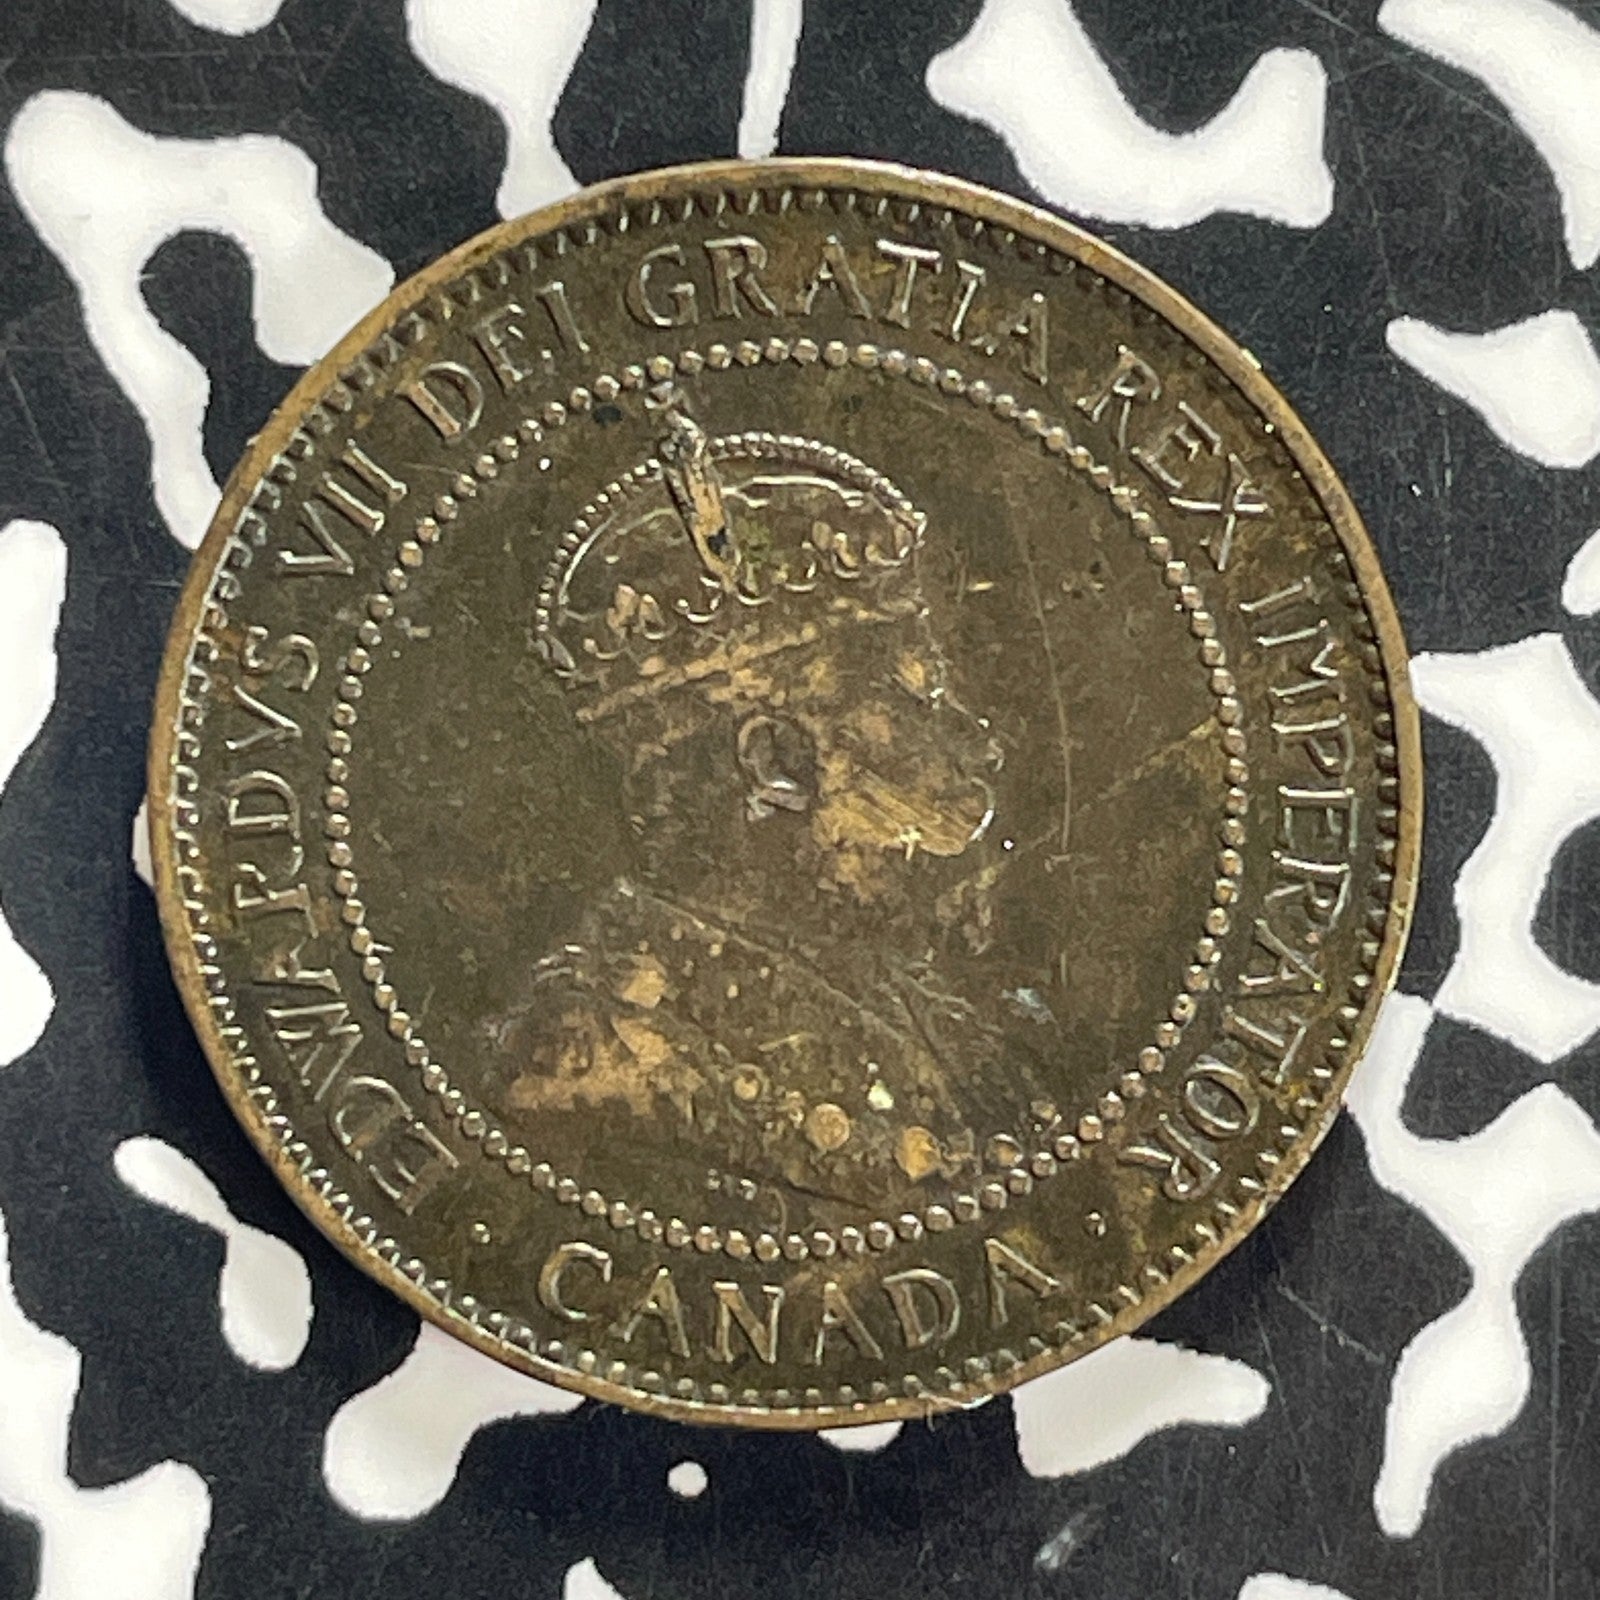 EDWARDVS VII DEI GRATIA REX IMPERATOR
· CANADA ·